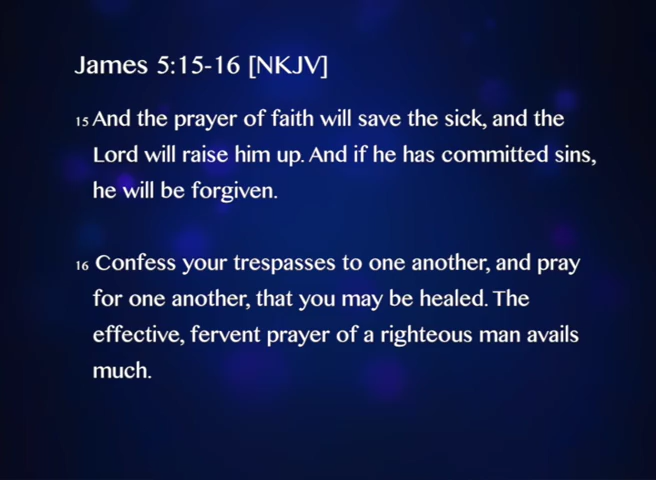 James 5:15-16 [NKJV]
15 And the prayer of faith will save the sick, and the
Lord will raise him up. And if he has committed sins,
he will be forgiven.
16 Confess your trespasses to one another, and pray
for one another, that you may be healed. The
effective, fervent prayer of a righteous man avails
much.